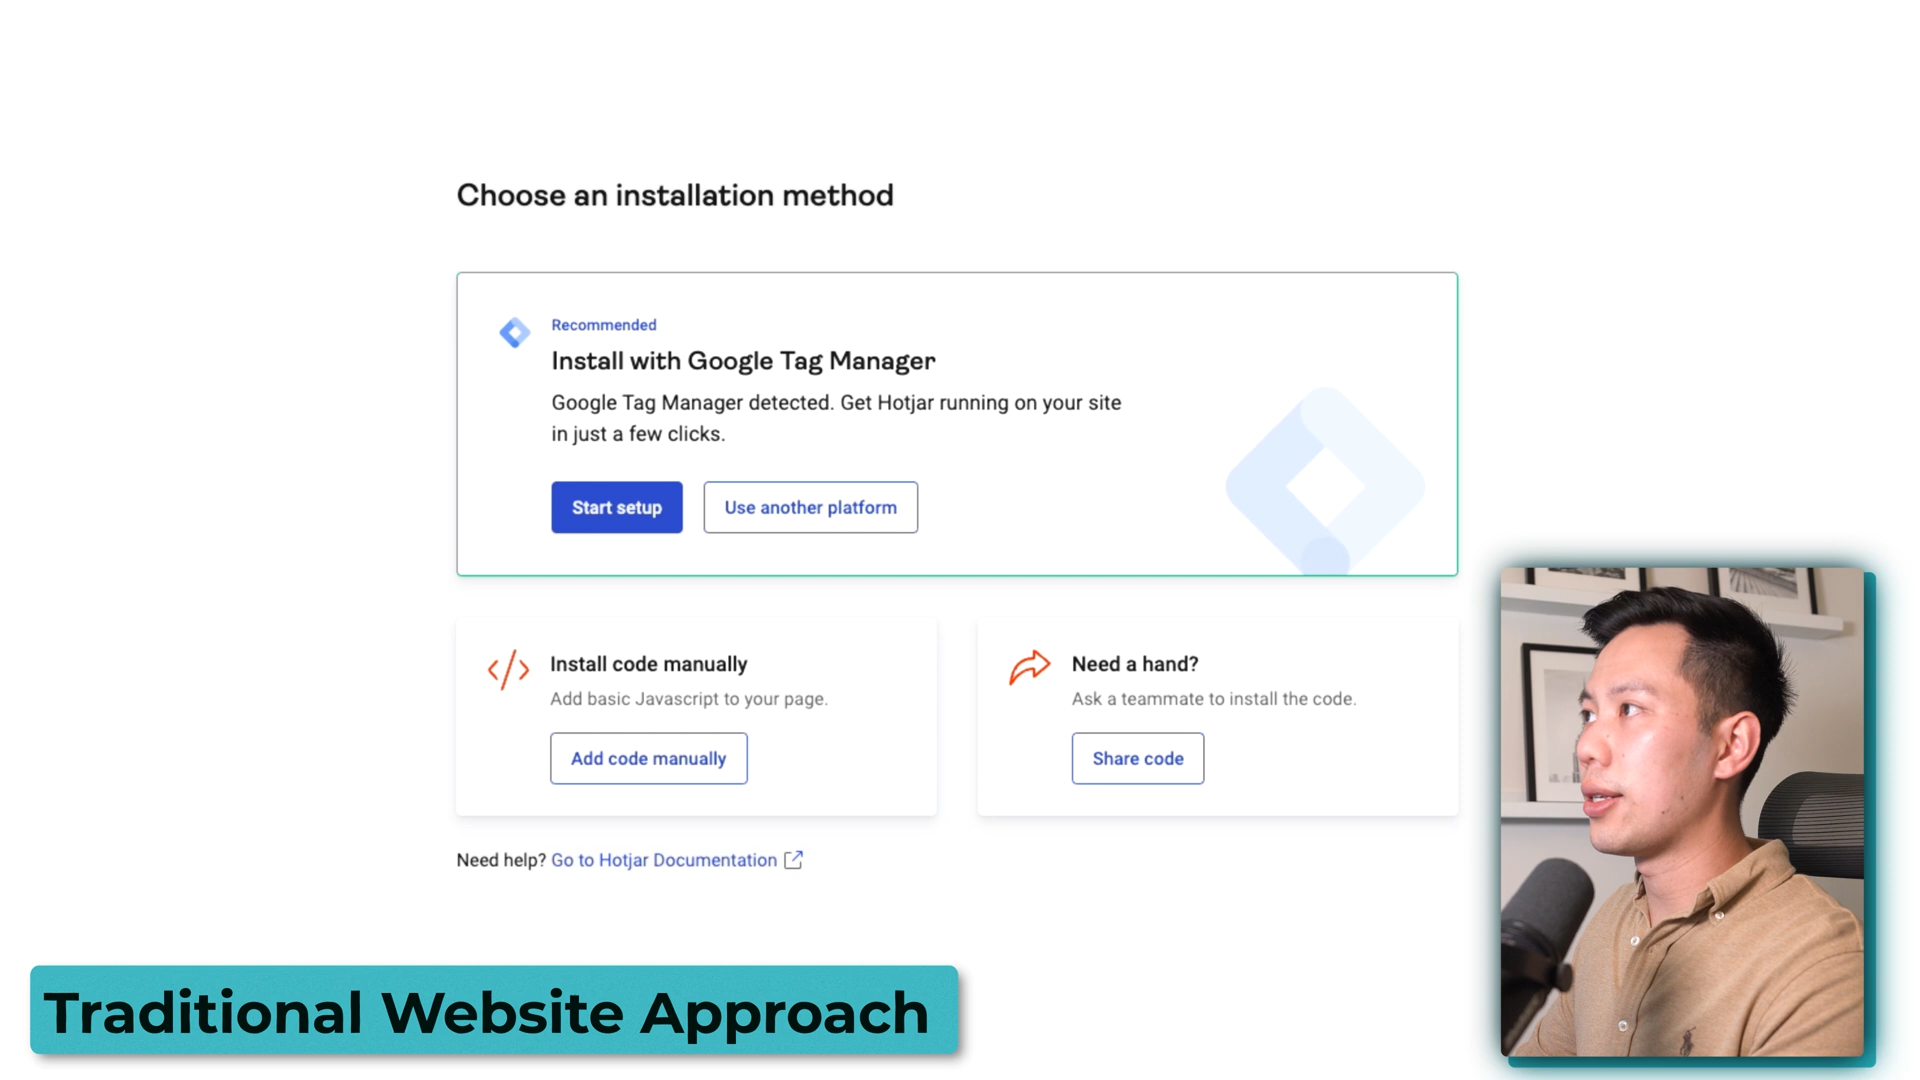 Choose an installation method
Recommended
Install with Google Tag Manager
Google Tag Manager detected. Get Hotjar running on your site
in just a few clicks.
Start setup
Use another platform
Install code manually
Add basic Javascript to your page.
Add code manually
Need a hand?
Ask a teammate to install the code.
Share code
Need help? Go to Hotjar Documentation
Traditional Website Approach